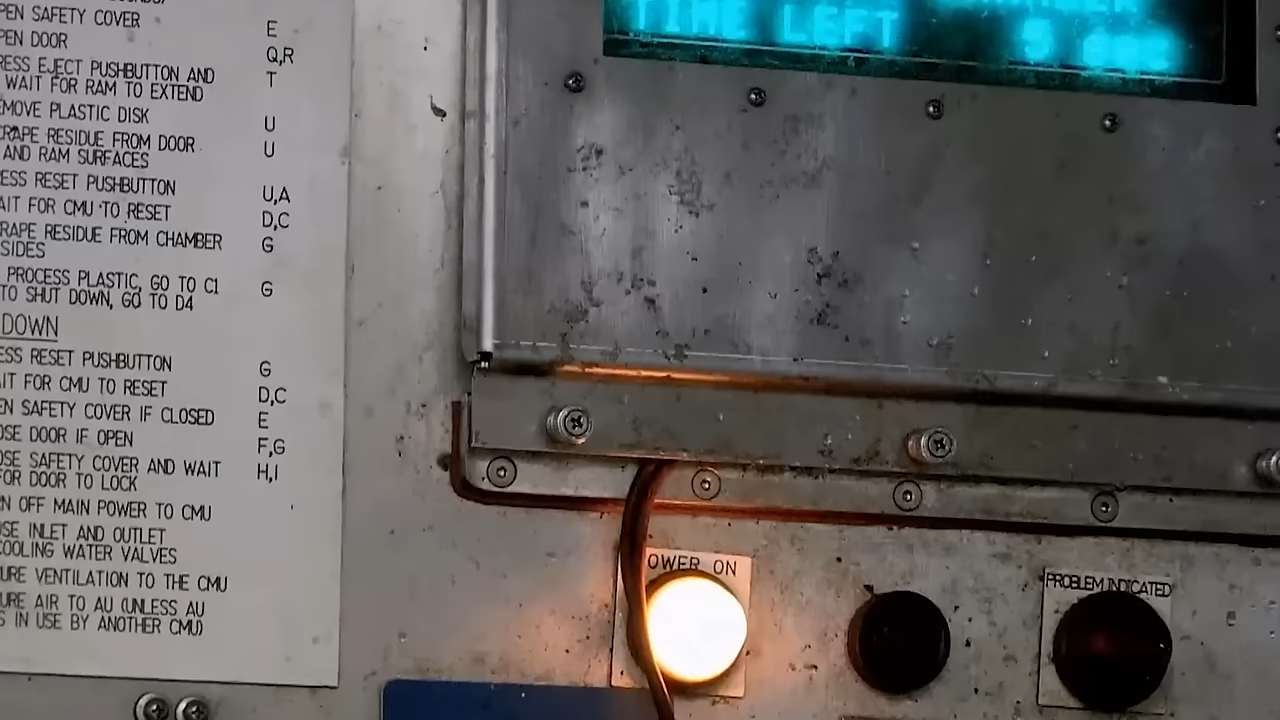 PEN SAFETY COVER E
PEN DOOR Q,R
RESS EJECT PUSHBUTTON AND T
WAIT FOR RAM TO EXTEND
EMOVE PLASTIC DISK U
CRAPE RESIDUE FROM DOOR U
AND RAM SURFACES
ESS RESET PUSHBUTTON U,A
AIT FOR CMU TO RESET D,C
RAPE RESIDUE FROM CHAMBER G
SIDES
PROCESS PLASTIC, GO TO C1 G
TO SHUT DOWN, GO TO D4
DOWN
ESS RESET PUSHBUTTON G
AIT FOR CMU TO RESET D,C
EN SAFETY COVER IF CLOSED E
OSE DOOR IF OPEN F,G
OSE SAFETY COVER AND WAIT H,I
FOR DOOR TO LOCK
RN OFF MAIN POWER TO CMU
OSE INLET AND OUTLET
COOLING WATER VALVES
URE VENTILATION TO THE CMU
URE AIR TO AU (UNLESS AU
S IN USE BY ANOTHER CMU)
TIME LEFT 5
OWER ON
PROBLEM INDICATED